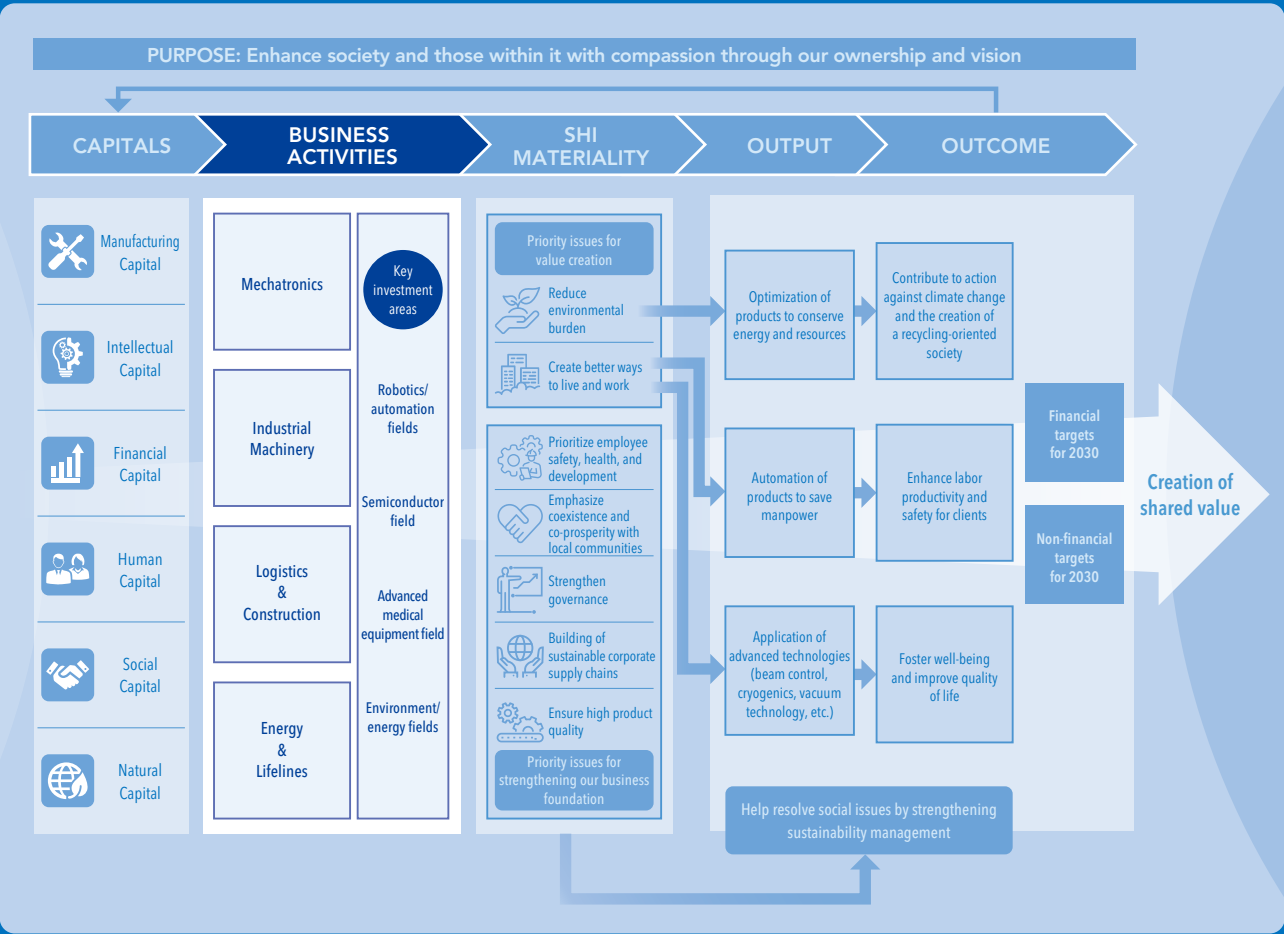 PURPOSE: Enhance society and those within it with compassion through our ownership and vision
CAPITALS
BUSINESS
ACTIVITIES
SHI
MATERIALITY
OUTPUT
OUTCOME
Manufacturing
Capital
Intellectual
Capital
Financial
Capital
Human
Capital
Social
Capital
Natural
Capital
Mechatronics
Industrial
Machinery
Logistics
&
Construction
Energy
&
Lifelines
Key
investment
areas
Robotics/
automation
fields
Semiconductor
field
Advanced
medical
equipment field
Environment/
energy fields
Priority issues for
value creation
Reduce
environmental
burden
Create better ways
to live and work
Prioritize employee
safety, health, and
development
Emphasize
coexistence and
co-prosperity with
local communities
Strengthen
governance
Building of
sustainable corporate
supply chains
Ensure high product
quality
Priority issues for
strengthening our business
foundation
Optimization of
products to conserve
energy and resources
Automation of
products to save
manpower
Application of
advanced technologies
(beam control,
cryogenics, vacuum
technology, etc.)
Contribute to action
against climate change
and the creation of
a recycling-oriented
society
Enhance labor
productivity and
safety for clients
Foster well-being
and improve quality
of life
Help resolve social issues by strengthening
sustainability management
Financial
targets
for 2030
Non-financial
targets
for 2030
Creation of
shared value